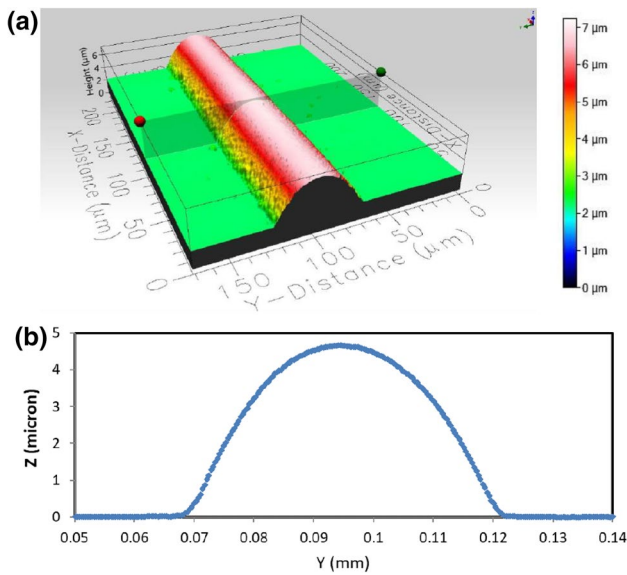 (a)
Height (µm)
6
4
2
0
200
150
100
50
0
Y-Distance (µm)
150
100
50
0
Y-Distance (µm)
7 µm
6 µm
5 µm
4 µm
3 µm
2 µm
1 µm
0 µm
(b)
5
4
3
2
1
0
Z (micron)
0.05 0.06 0.07 0.08 0.09 0.1 0.11 0.12 0.13 0.14
Y (mm)